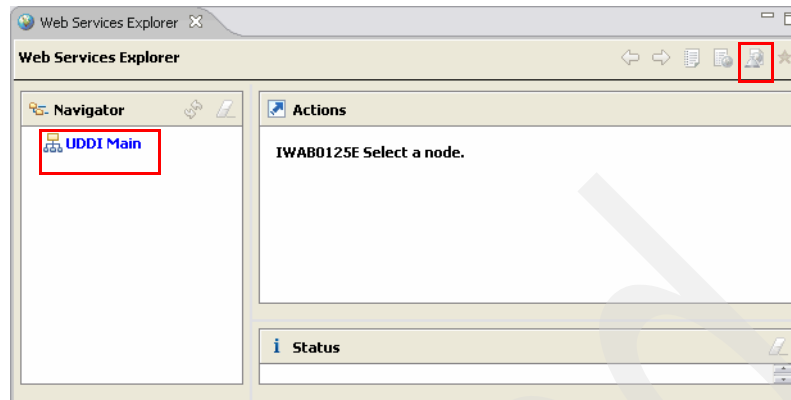 Web Services Explorer
Web Services Explorer
Navigator
UDDI Main
Actions
IWAB0125E Select a node.
i Status